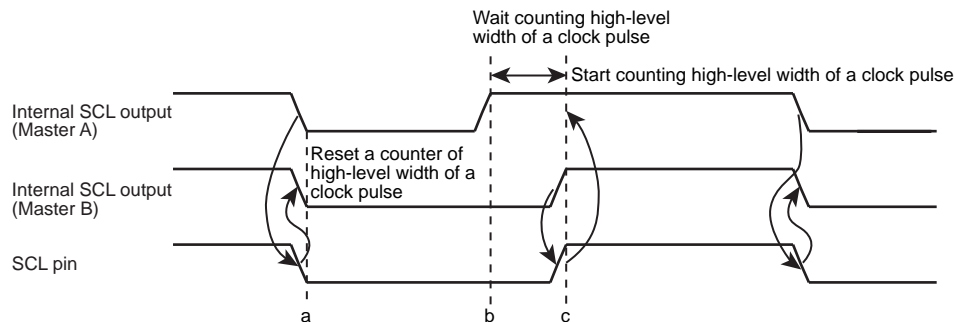 Wait counting high-level
width of a clock pulse
Start counting high-level width of a clock pulse
Internal SCL output
(Master A)
Reset a counter of
high-level width of a
clock pulse
Internal SCL output
(Master B)
SCL pin
a
b
c